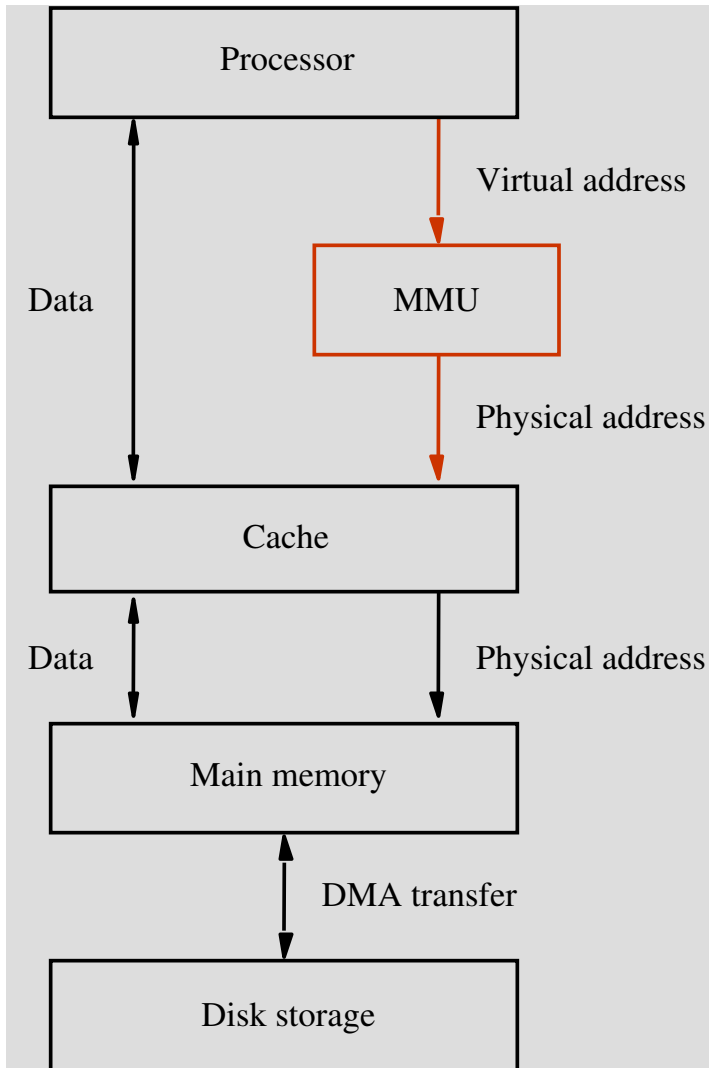 Processor
Virtual address
Data
MMU
Physical address
Cache
Data
Physical address
Main memory
DMA transfer
Disk storage